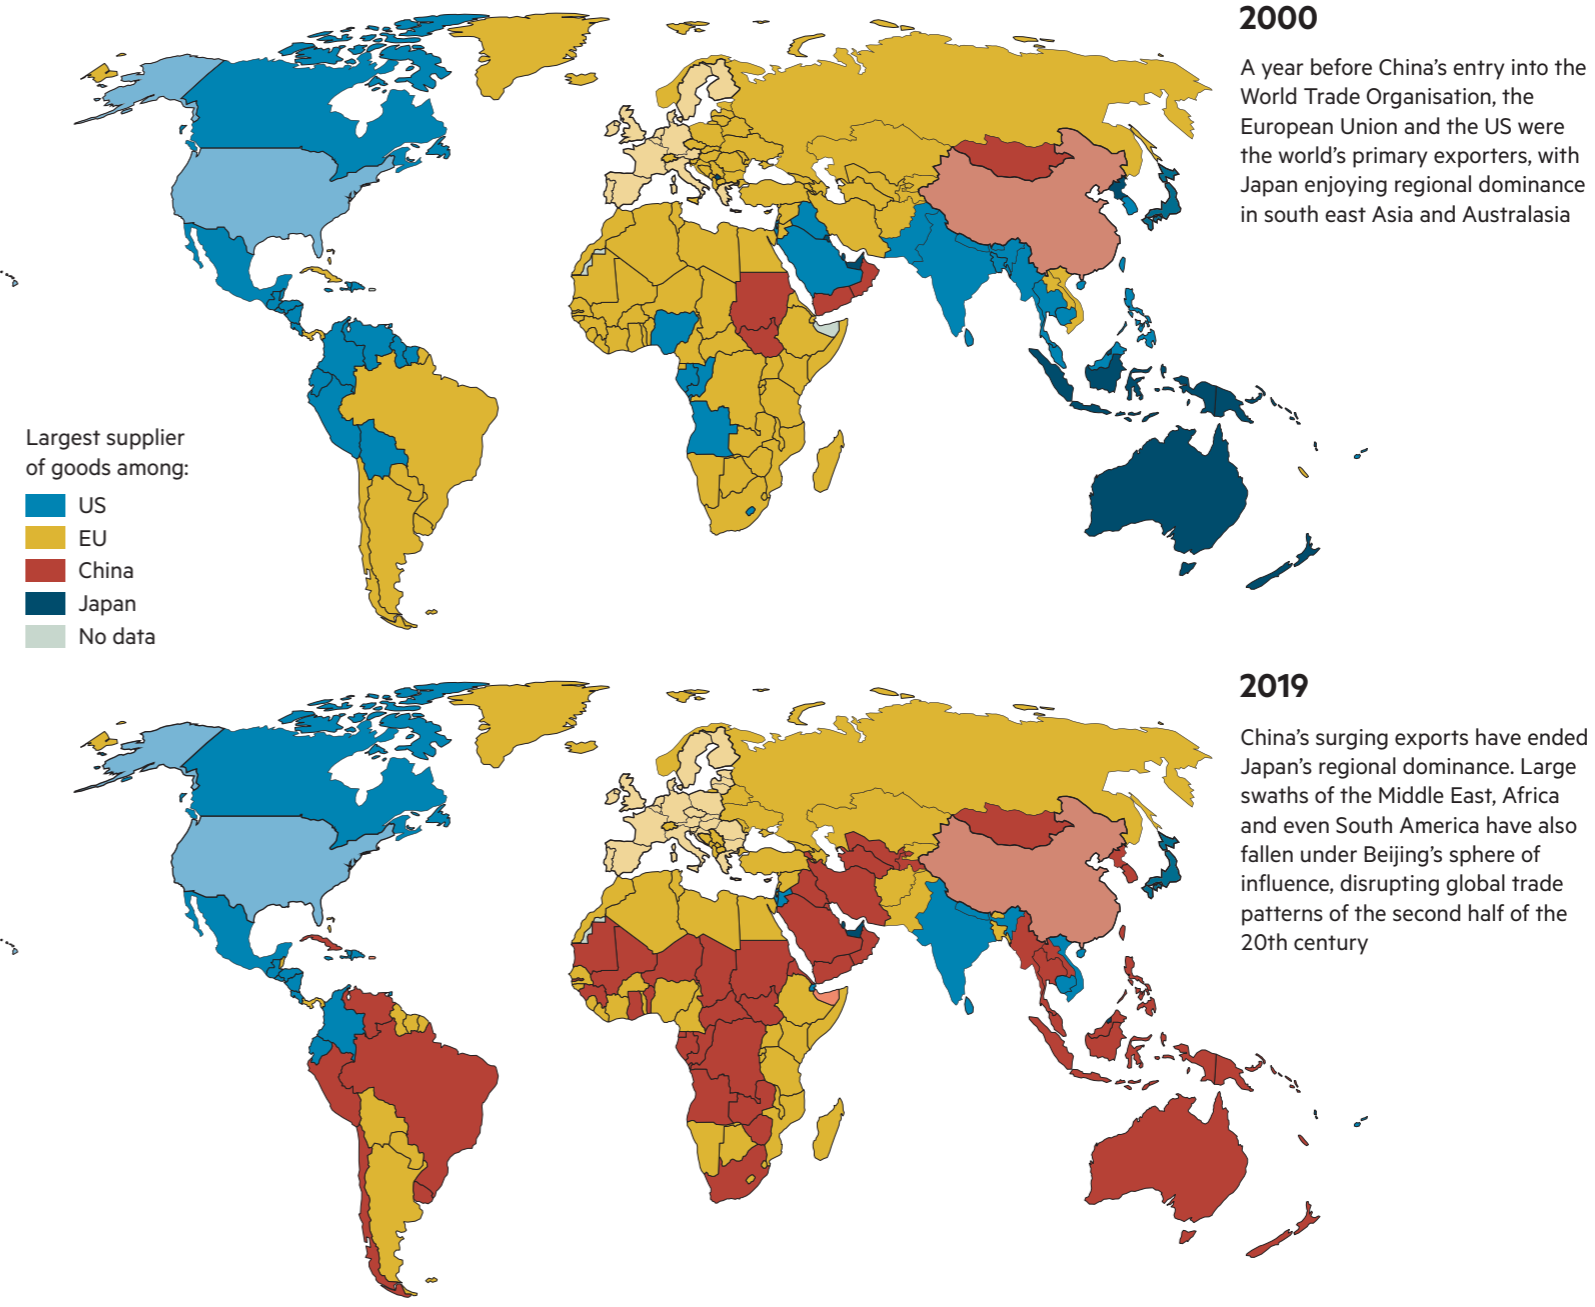 2000
A year before China’s entry into the
World Trade Organisation, the
European Union and the US were
the world’s primary exporters, with
Japan enjoying regional dominance
in south east Asia and Australasia
Largest supplier
of goods among:
US
EU
China
Japan
No data
2019
China’s surging exports have ended
Japan’s regional dominance. Large
swaths of the Middle East, Africa
and even South America have also
fallen under Beijing’s sphere of
influence, disrupting global trade
patterns of the second half of the
20th century